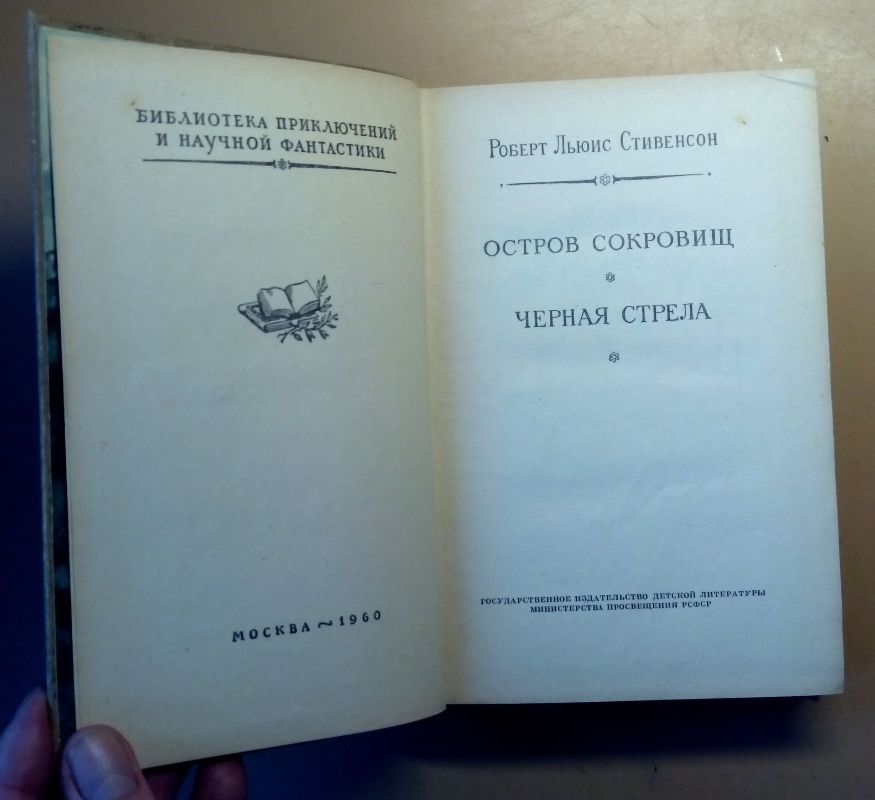 БИБЛИОТЕКА ПРИКЛЮЧЕНИЙ
И НАУЧНОЙ ФАНТАСТИКИ
МОСКВА ~ 1960
РОБЕРТ ЛЬЮИС СТИВЕНСОН
ОСТРОВ СОКРОВИЩ
ЧЕРНАЯ СТРЕЛА
ГОСУДАРСТВЕННОЕ ИЗДАТЕЛЬСТВО ДЕТСКОЙ ЛИТЕРАТУРЫ
МИНИСТЕРСТВА ПРОСВЕЩЕНИЯ РСФСР